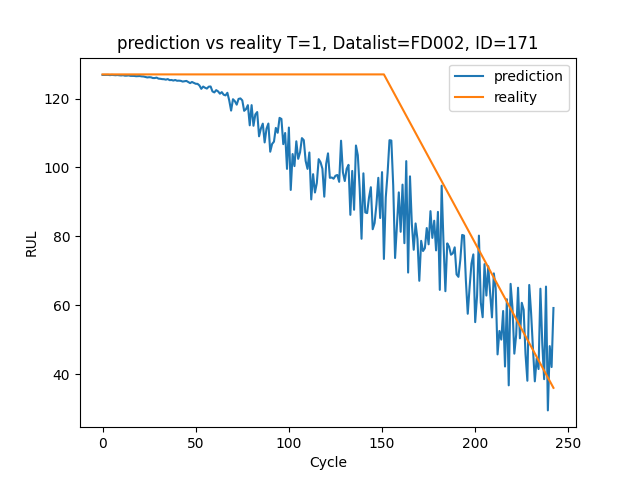 prediction vs reality T=1, Datalist=FD002, ID=171
prediction
reality
RUL
120
100
80
60
40
0 50 100 150 200 250
Cycle